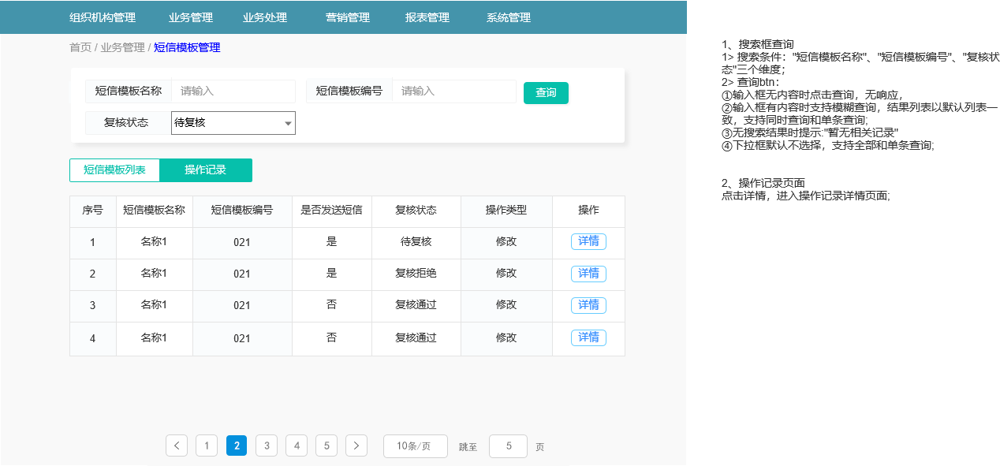 组织机构管理 业务管理 业务处理 营销管理 报表管理 系统管理
首页 / 业务管理 / 短信模板管理
短信模板名称 请输入 短信模板编号 请输入 查询
复核状态 待复核
短信模板列表 操作记录
序号 短信模板名称 短信模板编号 是否发送短信 复核状态 操作类型 操作
1 名称1 021 是 待复核 修改 详情
2 名称1 021 是 复核拒绝 修改 详情
3 名称1 021 否 复核通过 修改 详情
4 名称1 021 否 复核通过 修改 详情
< 1 2 3 4 5 > 10条/页 跳至 5 页
1、搜索框查询
1> 搜索条件："短信模板名称"、"短信模板编号"、"复核状
态"三个维度；
2> 查询btn：
①输入框无内容时点击查询，无响应，
②输入框有内容时支持模糊查询，结果列表以默认列表一
致，支持同时查询和单条查询;
③无搜索结果时提示:"暂无相关记录"
④下拉框默认不选择，支持全部和单条查询;
2、操作记录页面
点击详情，进入操作记录详情页面;